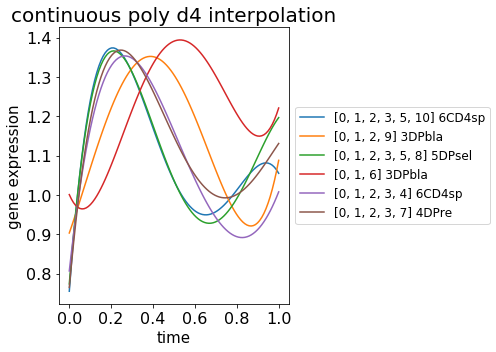 continuous poly d4 interpolation
gene expression
1.4
1.3
1.2
1.1
1.0
0.9
0.8
0.0 0.2 0.4 0.6 0.8 1.0
time
[0, 1, 2, 3, 5, 10] 6CD4sp
[0, 1, 2, 9] 3DPbla
[0, 1, 2, 3, 5, 8] 5DPsel
[0, 1, 6] 3DPbla
[0, 1, 2, 3, 4] 6CD4sp
[0, 1, 2, 3, 7] 4DPre